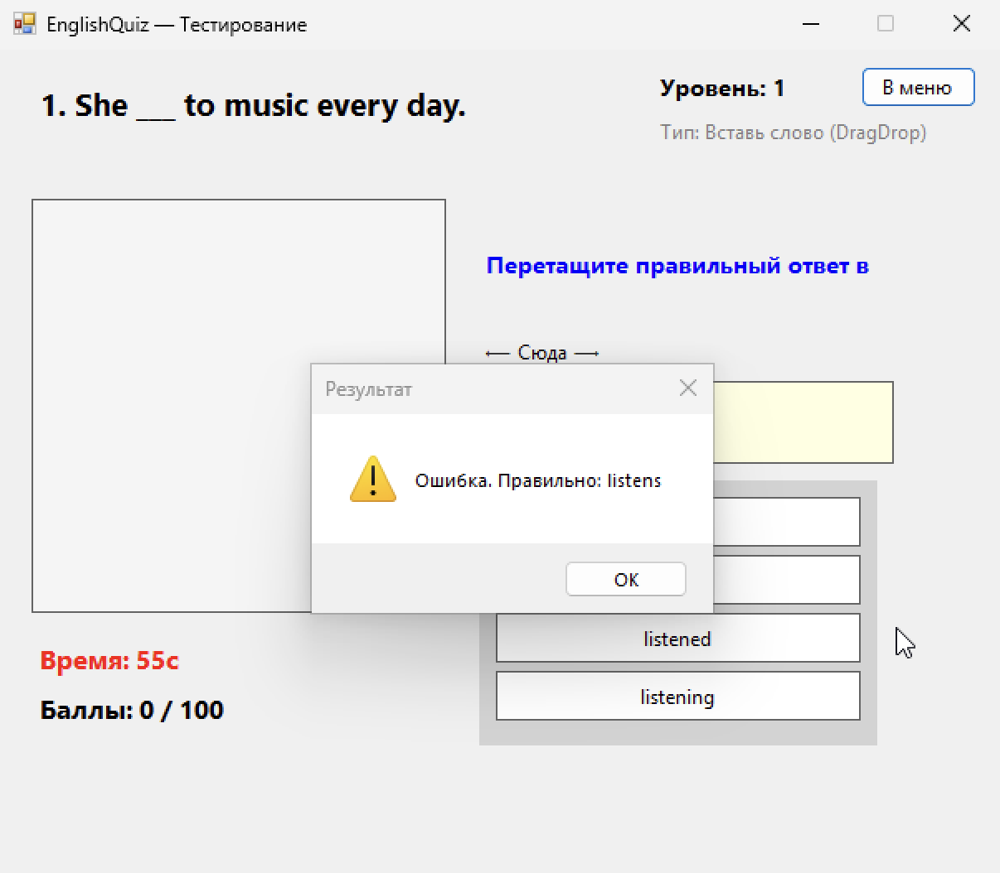 EnglishQuiz — Тестирование
1. She ___ to music every day.
Уровень: 1
В меню
Тип: Вставь слово (DragDrop)
Перетащите правильный ответ в
⟵ Сюда ⟶
Результат
Ошибка. Правильно: listens
OK
listened
listening
Время: 55с
Баллы: 0 / 100